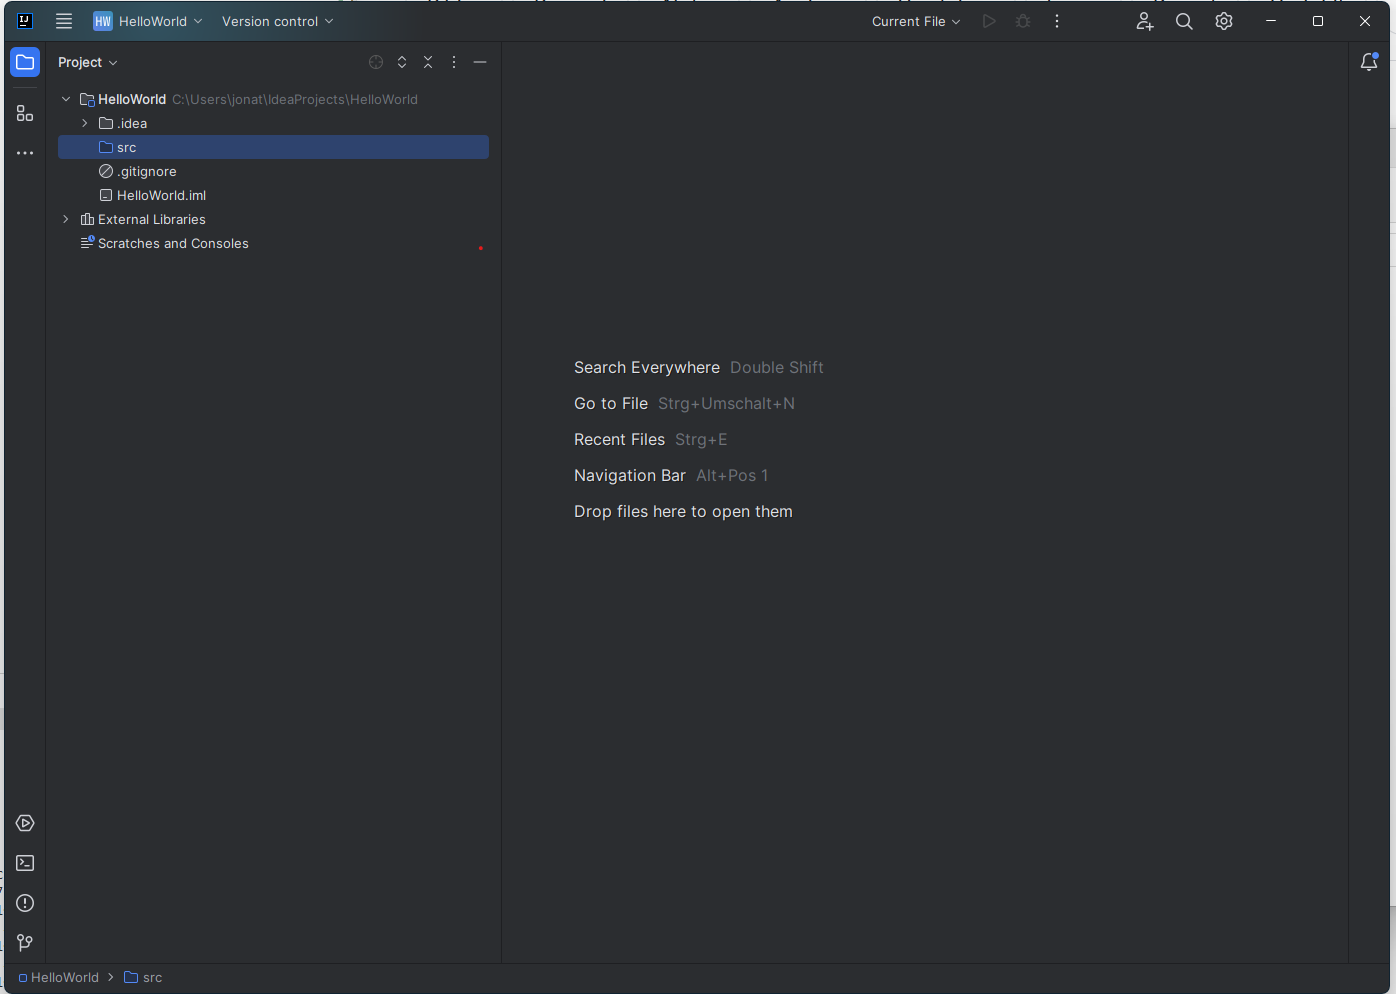 HW HelloWorld Version control Current File
Project
HelloWorld C:\Users\jonat\IdeaProjects\HelloWorld
.idea
src
.gitignore
HelloWorld.iml
External Libraries
Scratches and Consoles
Search Everywhere Double Shift
Go to File Strg+Umschalt+N
Recent Files Strg+E
Navigation Bar Alt+Pos 1
Drop files here to open them
HelloWorld > src